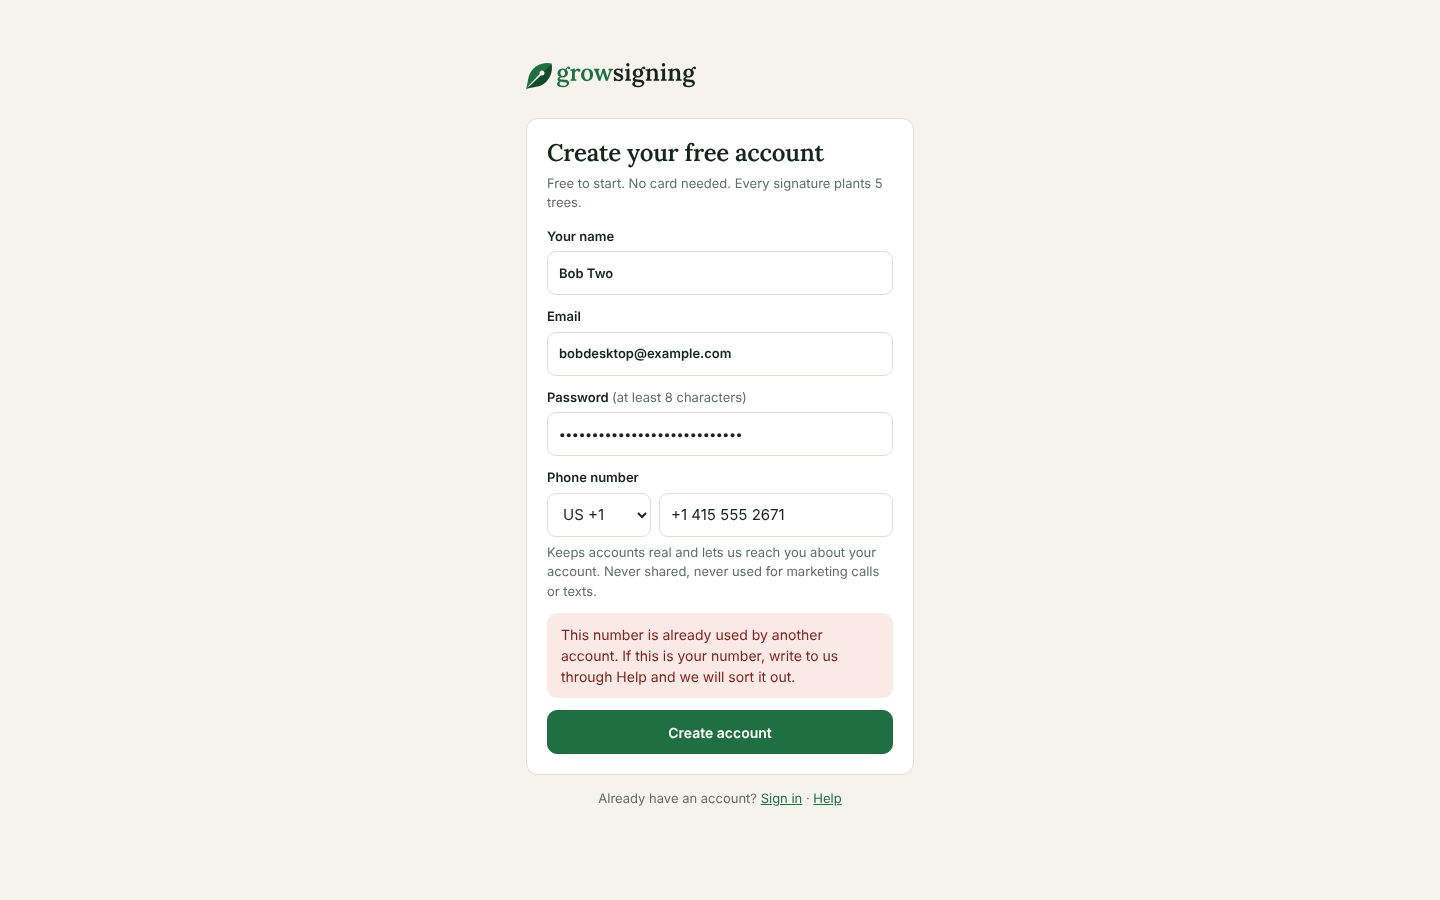 growsigning
Create your free account
Free to start. No card needed. Every signature plants 5
trees.
Your name
Bob Two
Email
bobdesktop@example.com
Password (at least 8 characters)
••••••••••••••••••••••••••••
Phone number
US +1
+1 415 555 2671
Keeps accounts real and lets us reach you about your
account. Never shared, never used for marketing calls
or texts.
This number is already used by another
account. If this is your number, write to us
through Help and we will sort it out.
Create account
Already have an account? Sign in · Help